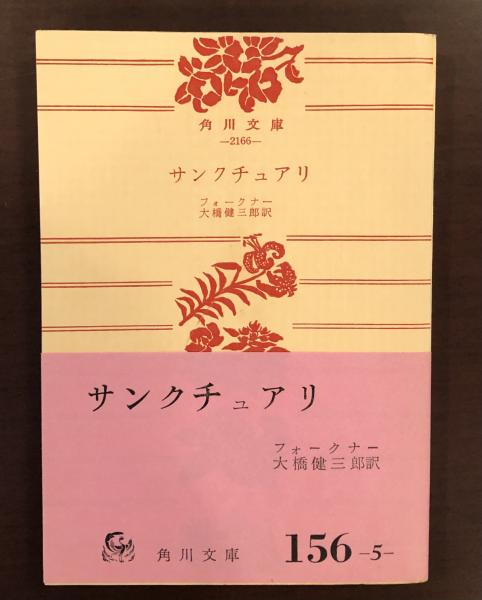 角川文庫
—2166—
サンクチュアリ
フォークナー
大橋健三郎訳
サンクチュアリ
フォークナー
大橋健三郎訳
角川文庫
156 –5–